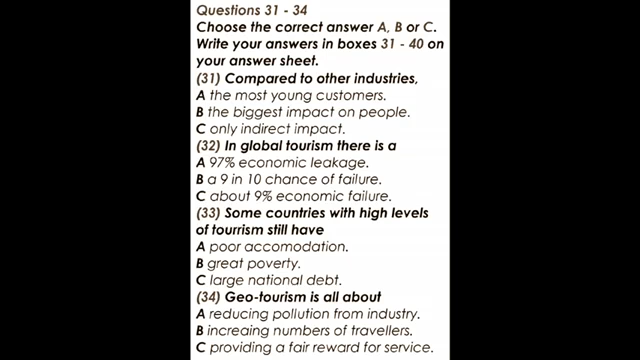 Questions 31 - 34
Choose the correct answer A, B or C.
Write your answers in boxes 31 - 40 on
your answer sheet.
(31) Compared to other industries,
A the most young customers.
B the biggest impact on people.
C only indirect impact.
(32) In global tourism there is a
A 97% economic leakage.
B a 9 in 10 chance of failure.
C about 9% economic failure.
(33) Some countries with high levels
of tourrism still have
A poor accomodation.
B great poverty.
C large national debt.
(34) Geo-tourism is all about
A reducing pollution from industry.
B increaing numbers of travellers.
C providing a fair reward for service.